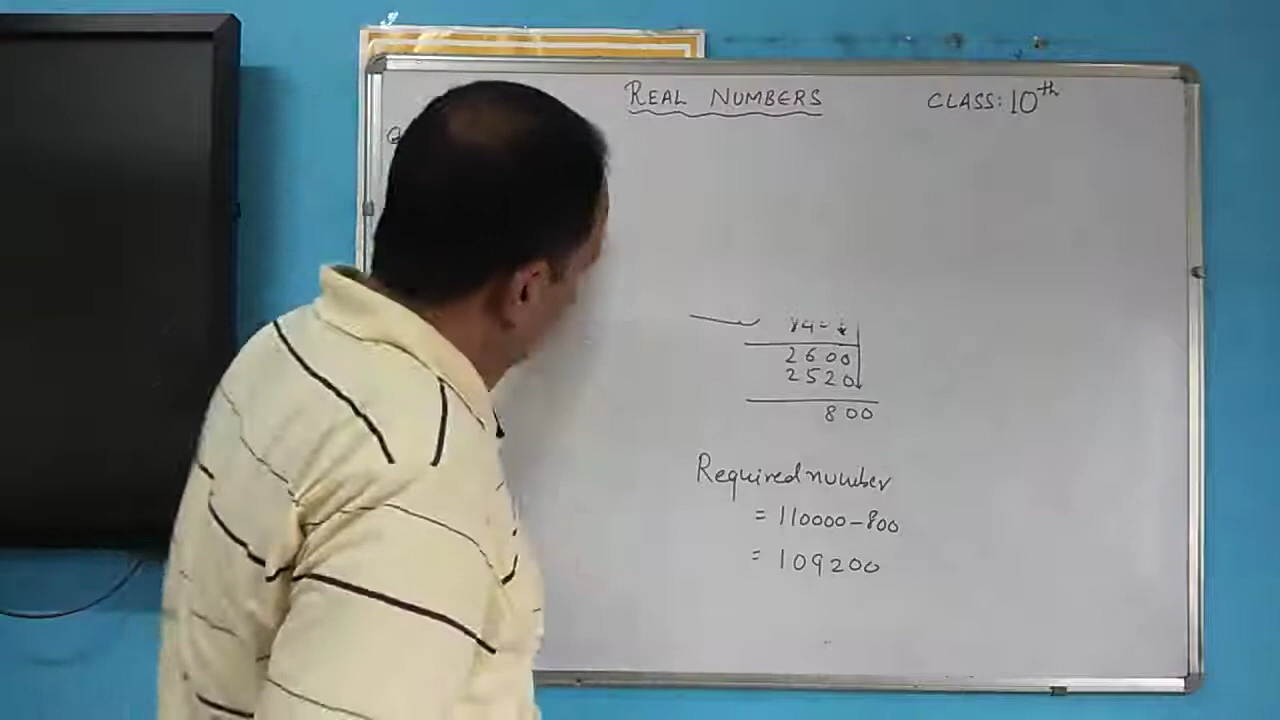 REAL NUMBERS
CLASS: 10th
Q
2600
2520
800
Required number
= 110000-800
= 109200